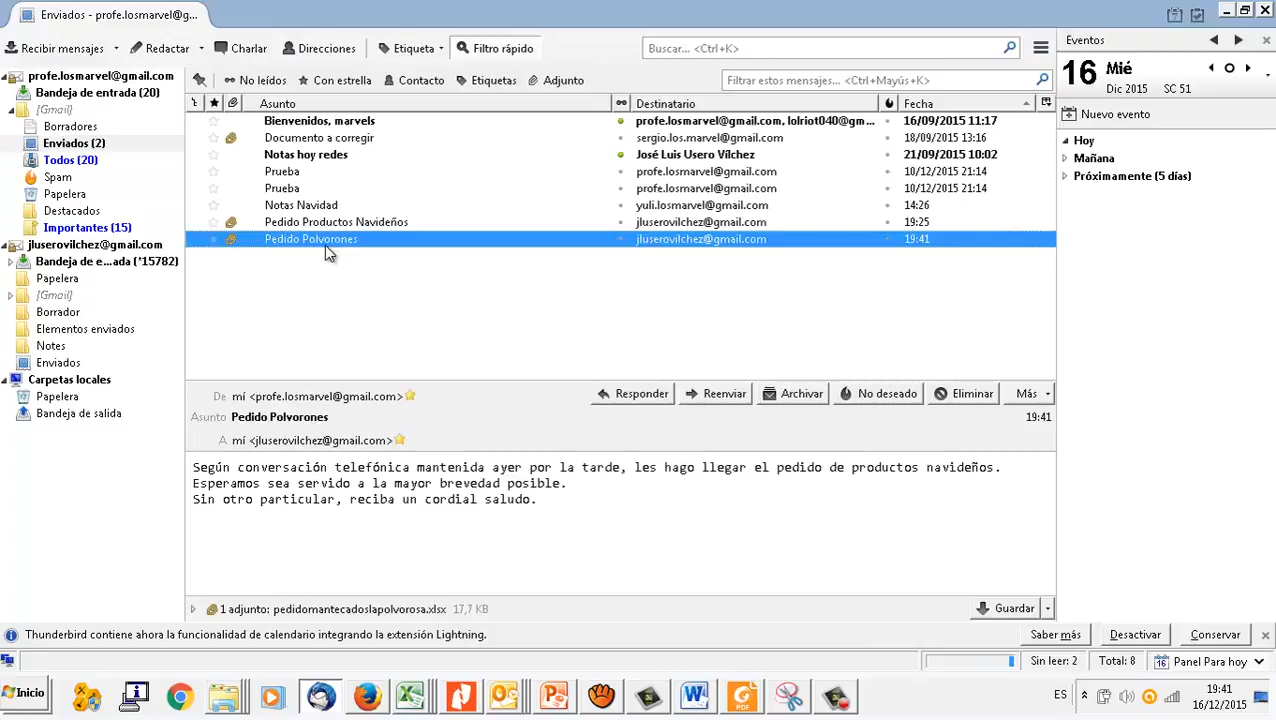 Enviados - profe.losmarvel@g...
Recibir mensajes Redactar Charlar Direcciones Etiqueta Filtro rápido Buscar... <Ctrl+K>
No leídos Con estrella Contacto Etiquetas Adjunto Filtrar estos mensajes... <Ctrl+Mayús+K>
profe.losmarvel@gmail.com
Bandeja de entrada (20)
[Gmail]
Borradores
Enviados (2)
Todos (20)
Spam
Papelera
Destacados
Importantes (15)
jluserovilchez@gmail.com
Bandeja de e...ada (*15782)
Papelera
[Gmail]
Borrador
Elementos enviados
Notes
Enviados
Carpetas locales
Papelera
Bandeja de salida
Asunto Destinatario Fecha
Bienvenidos, marvels profe.losmarvel@gmail.com, lolriot040@gm... 16/09/2015 11:17
Documento a corregir sergio.los.marvel@gmail.com 18/09/2015 13:16
Notas hoy redes José Luis Usero Vílchez 21/09/2015 10:02
Prueba profe.losmarvel@gmail.com 10/12/2015 21:14
Prueba profe.losmarvel@gmail.com 10/12/2015 21:14
Notas Navidad yuli.losmarvel@gmail.com 14:26
Pedido Productos Navideños jluserovilchez@gmail.com 19:25
Pedido Polvorones jluserovilchez@gmail.com 19:41
De mí <profe.losmarvel@gmail.com> Responder Reenviar Archivar No deseado Eliminar Más
Asunto Pedido Polvorones 19:41
A mí <jluserovilchez@gmail.com>
Según conversación telefónica mantenida ayer por la tarde, les hago llegar el pedido de productos navideños.
Esperamos sea servido a la mayor brevedad posible.
Sin otro particular, reciba un cordial saludo.
1 adjunto: pedidomantecadoslapolvorosa.xlsx 17,7 KB Guardar
Eventos
16 Mié
Dic 2015 SC 51
Nuevo evento
Hoy
Mañana
Próximamente (5 días)
Thunderbird contiene ahora la funcionalidad de calendario integrando la extensión Lightning. Saber más Desactivar Conservar
Sin leer: 2 Total: 8 16 Panel Para hoy
Inicio PDF ES 19:41
16/12/2015